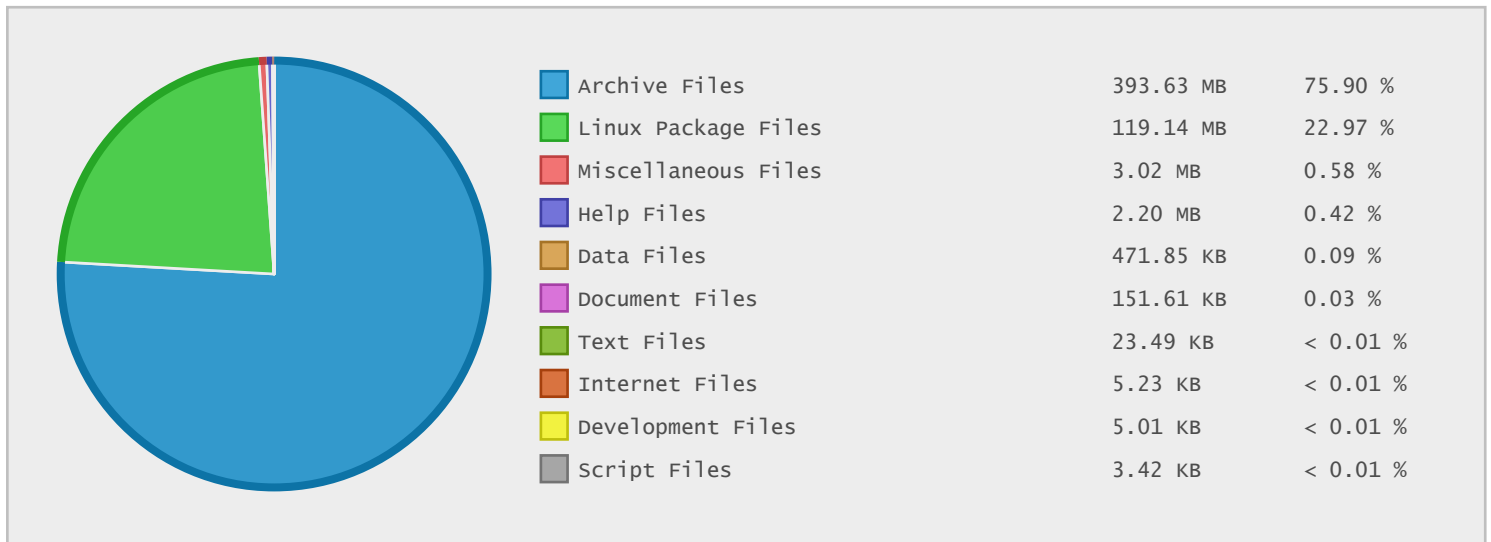 Archive Files 393.63 MB 75.90 %
Linux Package Files 119.14 MB 22.97 %
Miscellaneous Files 3.02 MB 0.58 %
Help Files 2.20 MB 0.42 %
Data Files 471.85 KB 0.09 %
Document Files 151.61 KB 0.03 %
Text Files 23.49 KB < 0.01 %
Internet Files 5.23 KB < 0.01 %
Development Files 5.01 KB < 0.01 %
Script Files 3.42 KB < 0.01 %